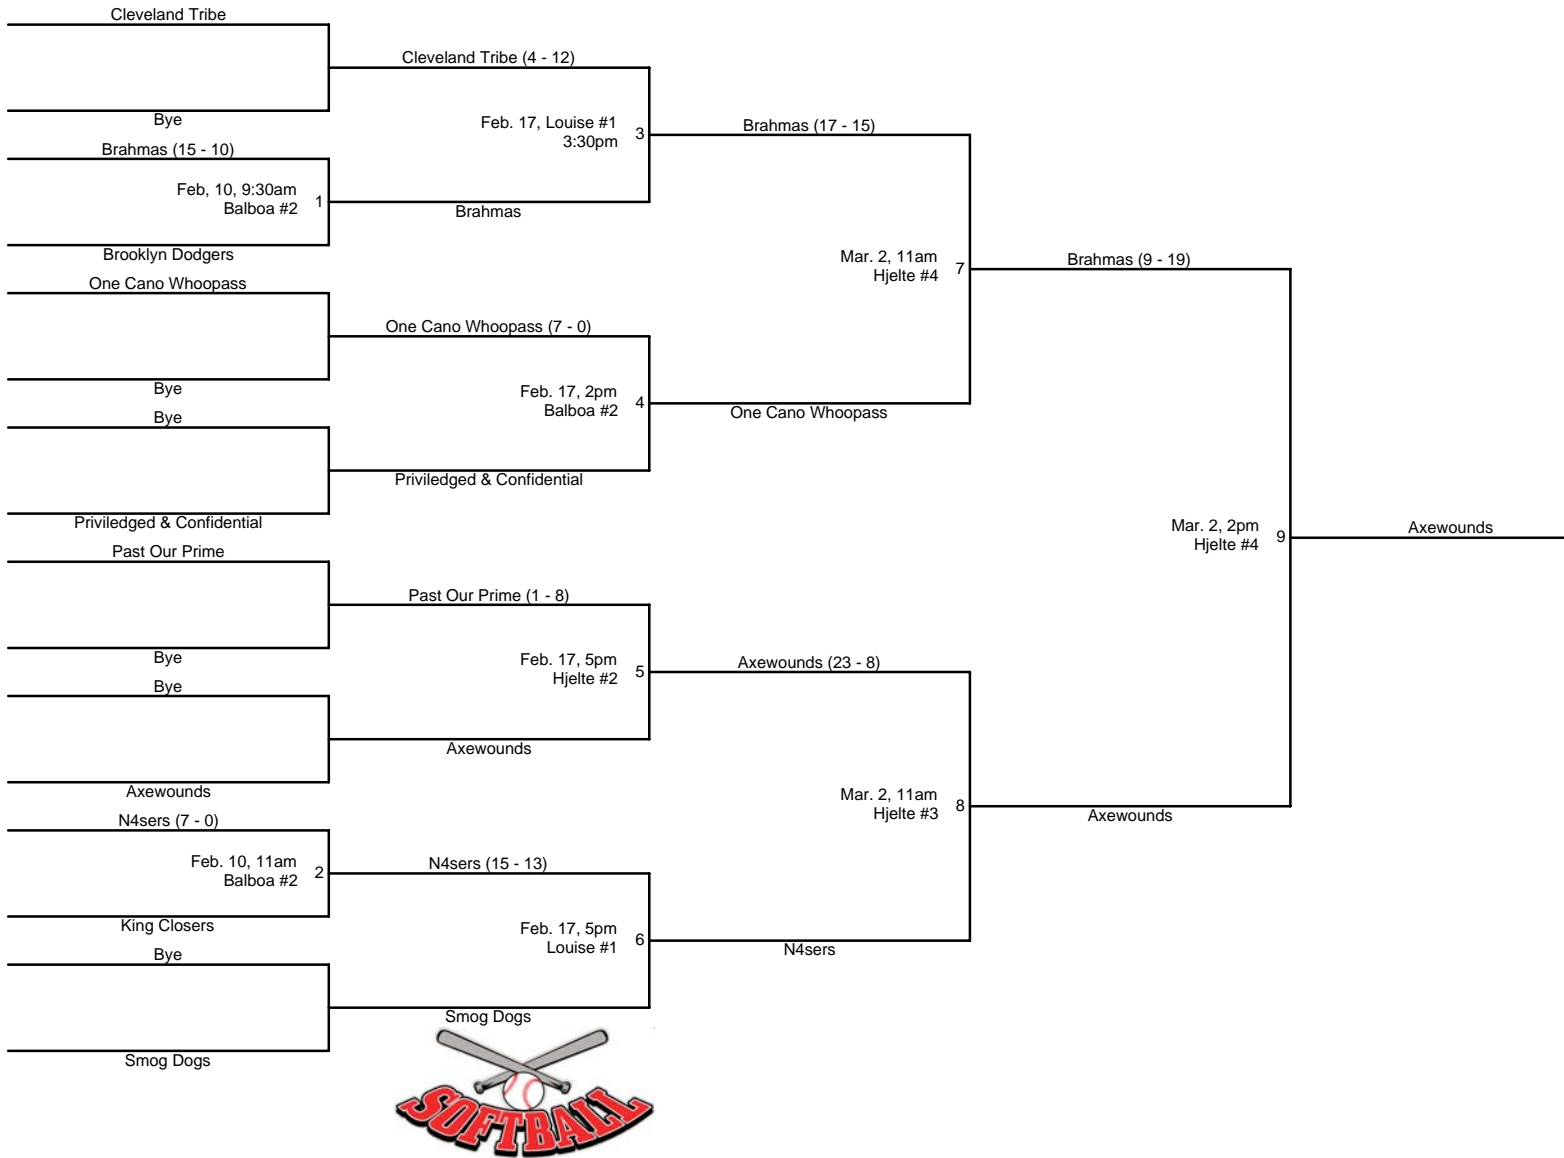 Cleveland Tribe
Cleveland Tribe (4 - 12)
Bye
Feb. 17, Louise #1
3:30pm
3
Brahmas (17 - 15)
Brahmas (15 - 10)
Feb, 10, 9:30am
Balboa #2
1
Brahmas
Brooklyn Dodgers
Mar. 2, 11am
Hjelte #4
7
Brahmas (9 - 19)
One Cano Whoopass
One Cano Whoopass (7 - 0)
Bye
Feb. 17, 2pm
Balboa #2
4
One Cano Whoopass
Bye
Priviledged & Confidential
Priviledged & Confidential
Mar. 2, 2pm
Hjelte #4
9
Axewounds
Past Our Prime
Past Our Prime (1 - 8)
Bye
Feb. 17, 5pm
Hjelte #2
5
Axewounds (23 - 8)
Bye
Axewounds
Axewounds
Mar. 2, 11am
Hjelte #3
8
Axewounds
N4sers (7 - 0)
Feb. 10, 11am
Balboa #2
2
N4sers (15 - 13)
King Closers
Feb. 17, 5pm
Louise #1
6
N4sers
Bye
Smog Dogs
Smog Dogs
SOFTBALL